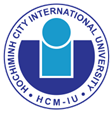 HOCHIMINH CITY INTERNATIONAL UNIVERSITY
• HCM-IU •